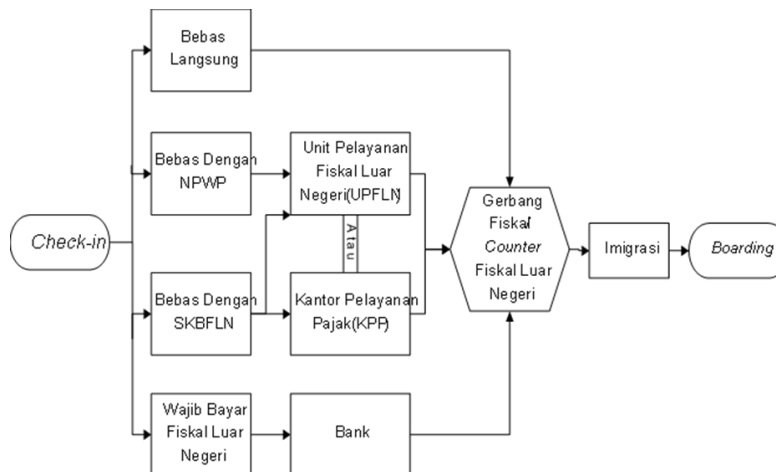 Bebas
Langsung
Bebas Dengan
NPWP
Unit Pelayanan
Fiskal Luar
Negeri(UPFLN)
Atau
Check-in
Bebas Dengan
SKBFLN
Kantor Pelayanan
Pajak(KPP)
Wajib Bayar
Fiskal Luar
Negeri
Bank
Gerbang
Fiskal/
Counter
Fiskal Luar
Negeri
Imigrasi
Boarding